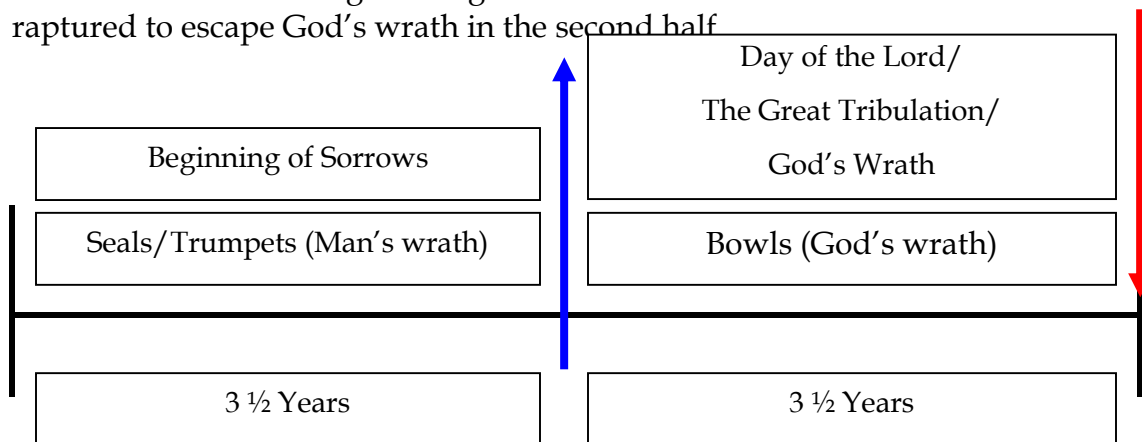 raptured to escape God's wrath in the second half
Day of the Lord/
The Great Tribulation/
God's Wrath
Beginning of Sorrows
Seals/Trumpets (Man's wrath)
Bowls (God's wrath)
3 ½ Years
3 ½ Years